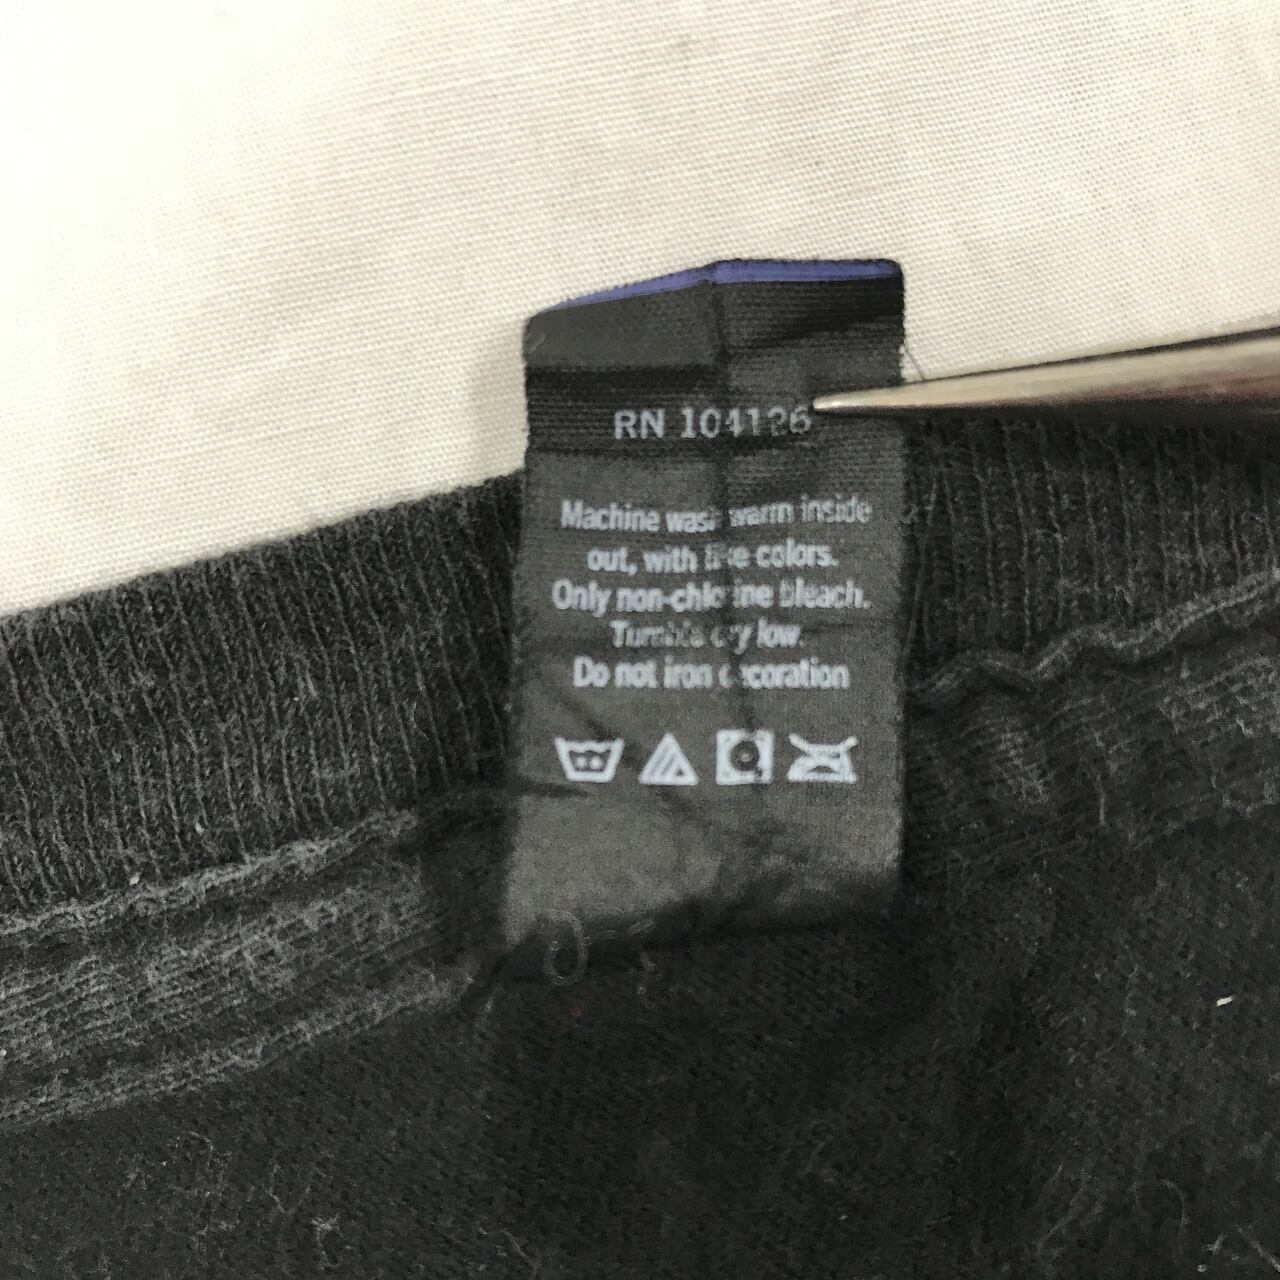 RN 104126
Machine wash warm inside
out, with like colors.
Only non-chlorine bleach.
Tumble dry low.
Do not iron decoration